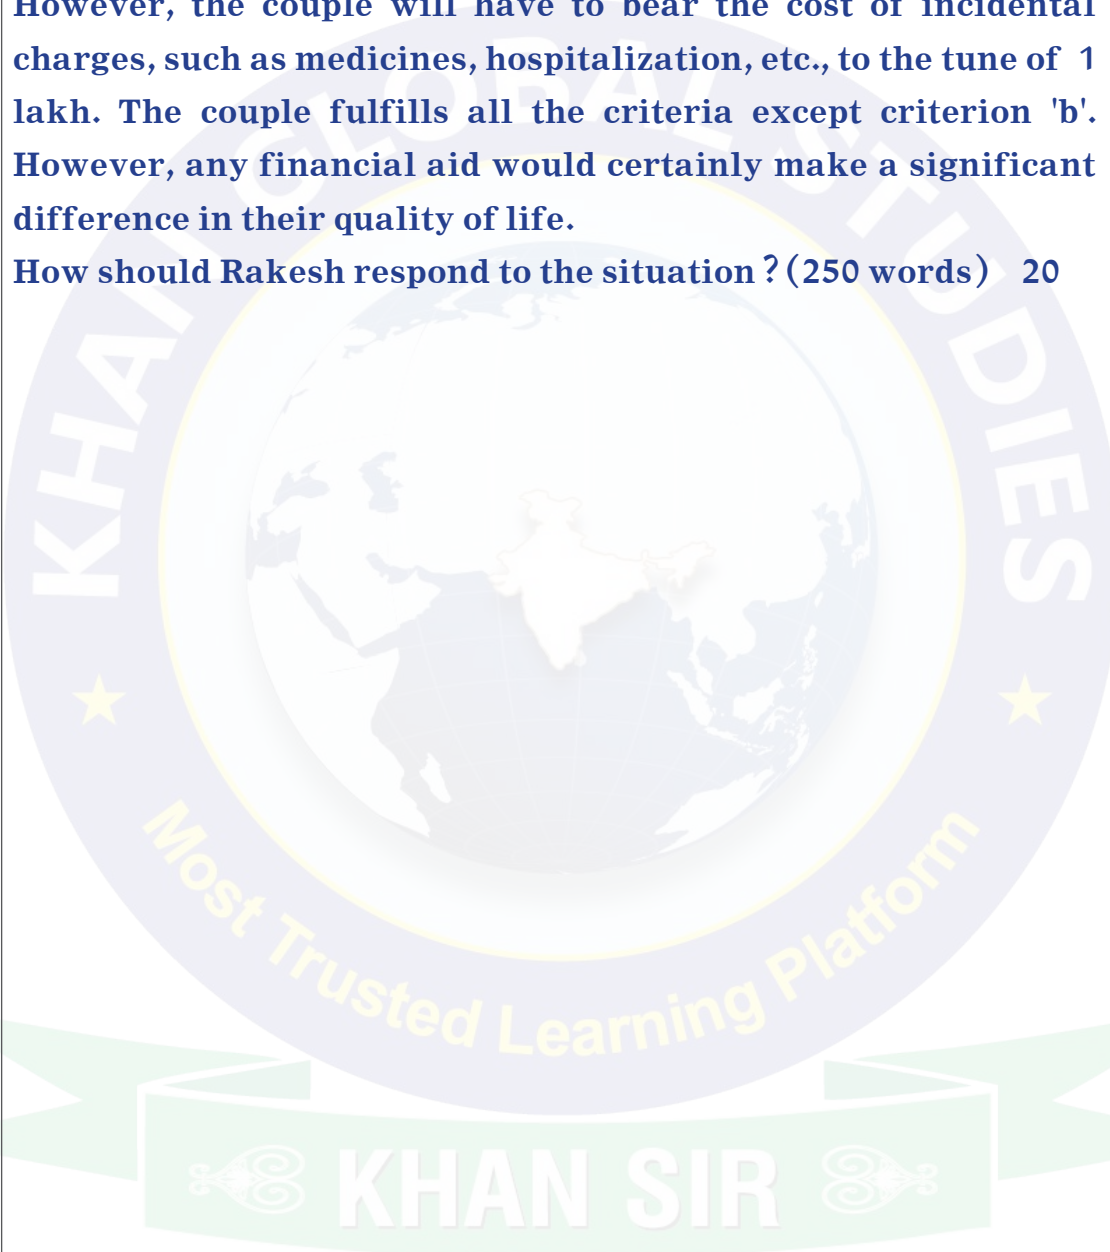 However, the couple will have to bear the cost of incidental
charges, such as medicines, hospitalization, etc., to the tune of 1
lakh. The couple fulfills all the criteria except criterion 'b'.
However, any financial aid would certainly make a significant
difference in their quality of life.
How should Rakesh respond to the situation ? (250 words) 20
KHAN GLOBAL STUDIES
Most Trusted Learning Platform
KHAN SIR